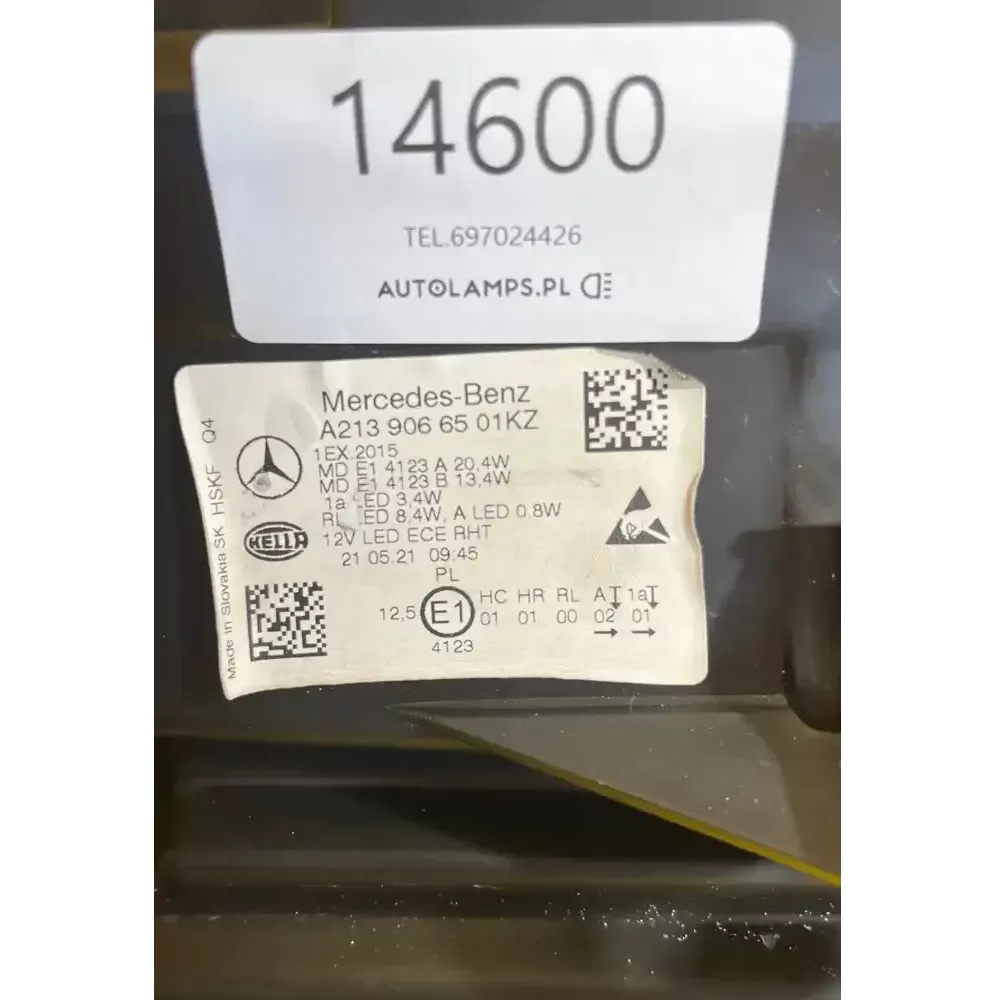 14600
TEL.697024426
AUTOLAMPS.PL
Made in Slovakia SK HSKF Q4
Mercedes-Benz
A213 906 65 01KZ
1EX.2015
MD E1 4123 A 20,4W
MD E1 4123 B 13,4W
1a LED 3,4W
RL LED 8,4W, A LED 0,8W
HELLA
12V LED ECE RHT
21 05.21 09:45
PL
12,5 E1 HC HR RL A 1a
01 01 00 02 01
4123